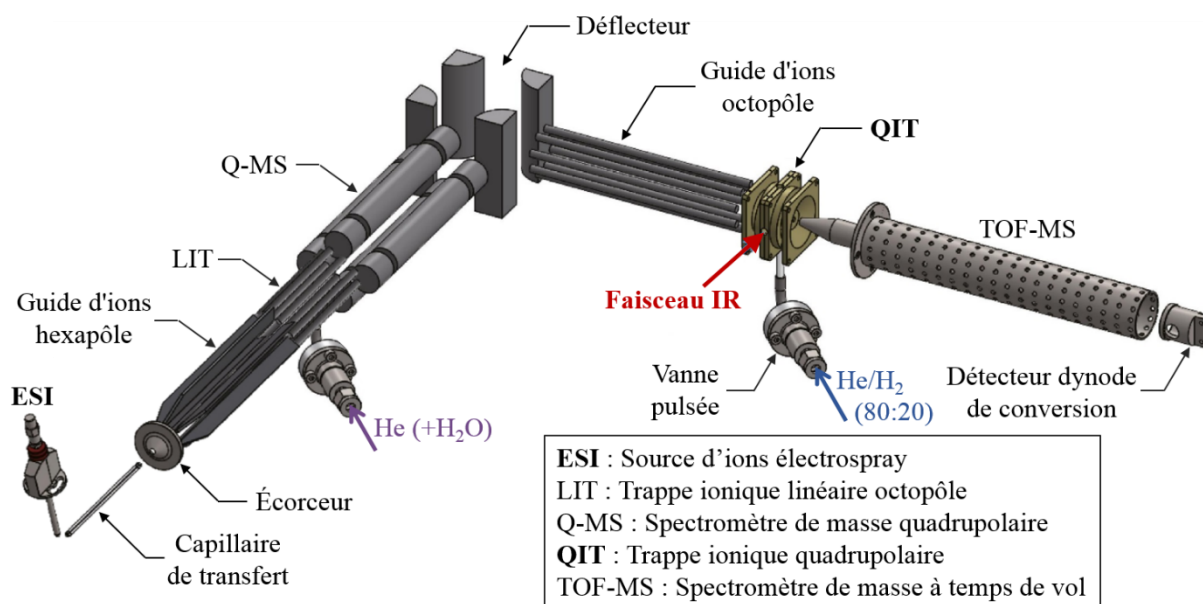 Déflecteur
Guide d'ions
octopôle
QIT
Q-MS
TOF-MS
LIT
Faisceau IR
Guide d'ions
hexapôle
Vanne
pulsée
He/H₂
(80:20)
Détecteur dynode
de conversion
ESI
He (+H₂O)
Écorceur
Capillaire
de transfert
ESI : Source d’ions électrospray
LIT : Trappe ionique linéaire octopôle
Q-MS : Spectromètre de masse quadrupolaire
QIT : Trappe ionique quadrupolaire
TOF-MS : Spectromètre de masse à temps de vol